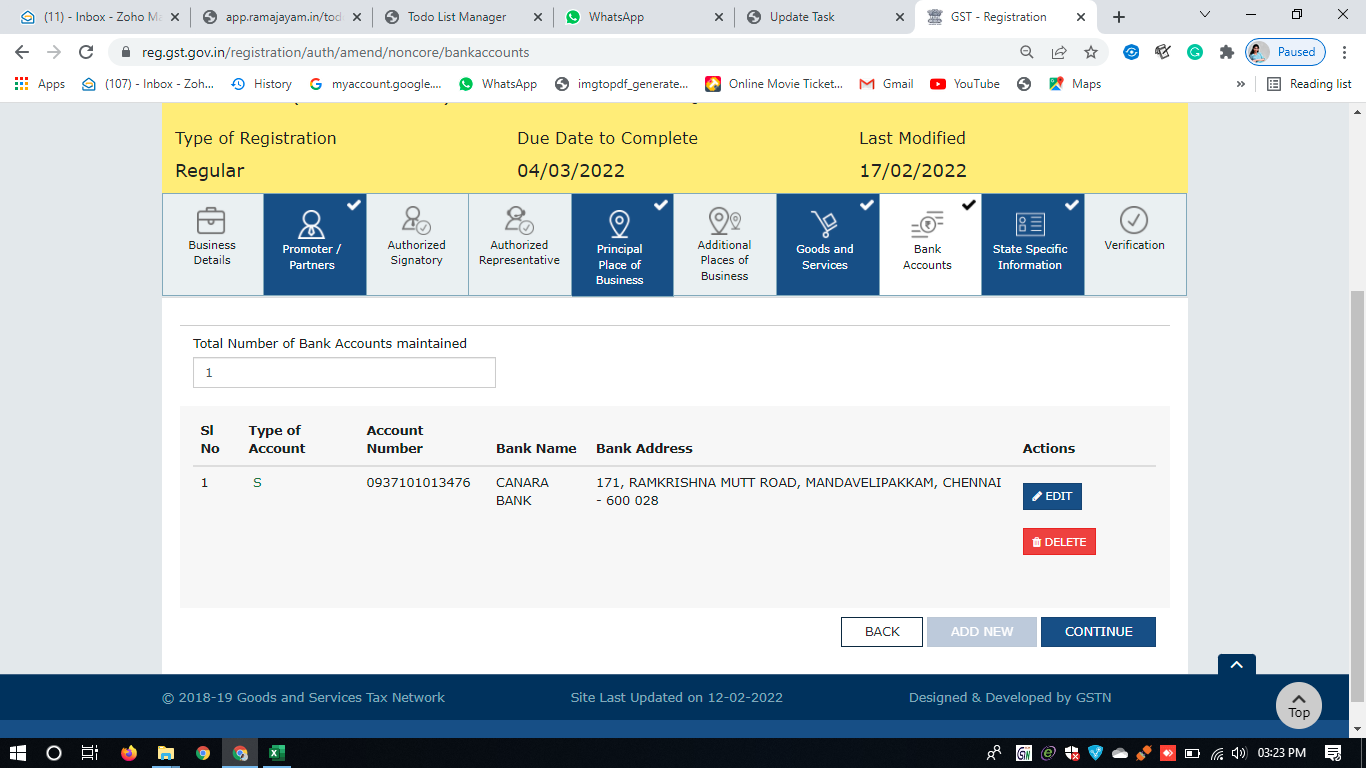 (11) - Inbox - Zoho Ma
app.ramajayam.in/tod
Todo List Manager
WhatsApp
Update Task
GST - Registration
reg.gst.gov.in/registration/auth/amend/noncore/bankaccounts
Paused
Apps
(107) - Inbox - Zoh...
History
myaccount.google....
WhatsApp
imgtopdf_generate...
Online Movie Ticket...
YouTube
Gmail
Maps
»
Reading list
Type of Registration
Due Date to Complete
Last Modified
Regular
04/03/2022
17/02/2022
Business
Details
Promoter /
Partners
Authorized
Signatory
Authorized
Representative
Principal
Place of
Business
Additional
Places of
Business
Goods and
Services
Bank
Accounts
State Specific
Information
Verification
Total Number of Bank Accounts maintained
1
Sl
No
Type of
Account
Account
Number
Bank Name
Bank Address
Actions
1
S
0937101013476
CANARA
BANK
171, RAMKRISHNA MUTT ROAD, MANDAVELIPAKKAM, CHENNAI
- 600 028
EDIT
DELETE
BACK
ADD NEW
CONTINUE
© 2018-19 Goods and Services Tax Network
Site Last Updated on 12-02-2022
Designed & Developed by GSTN
Top
03:23 PM